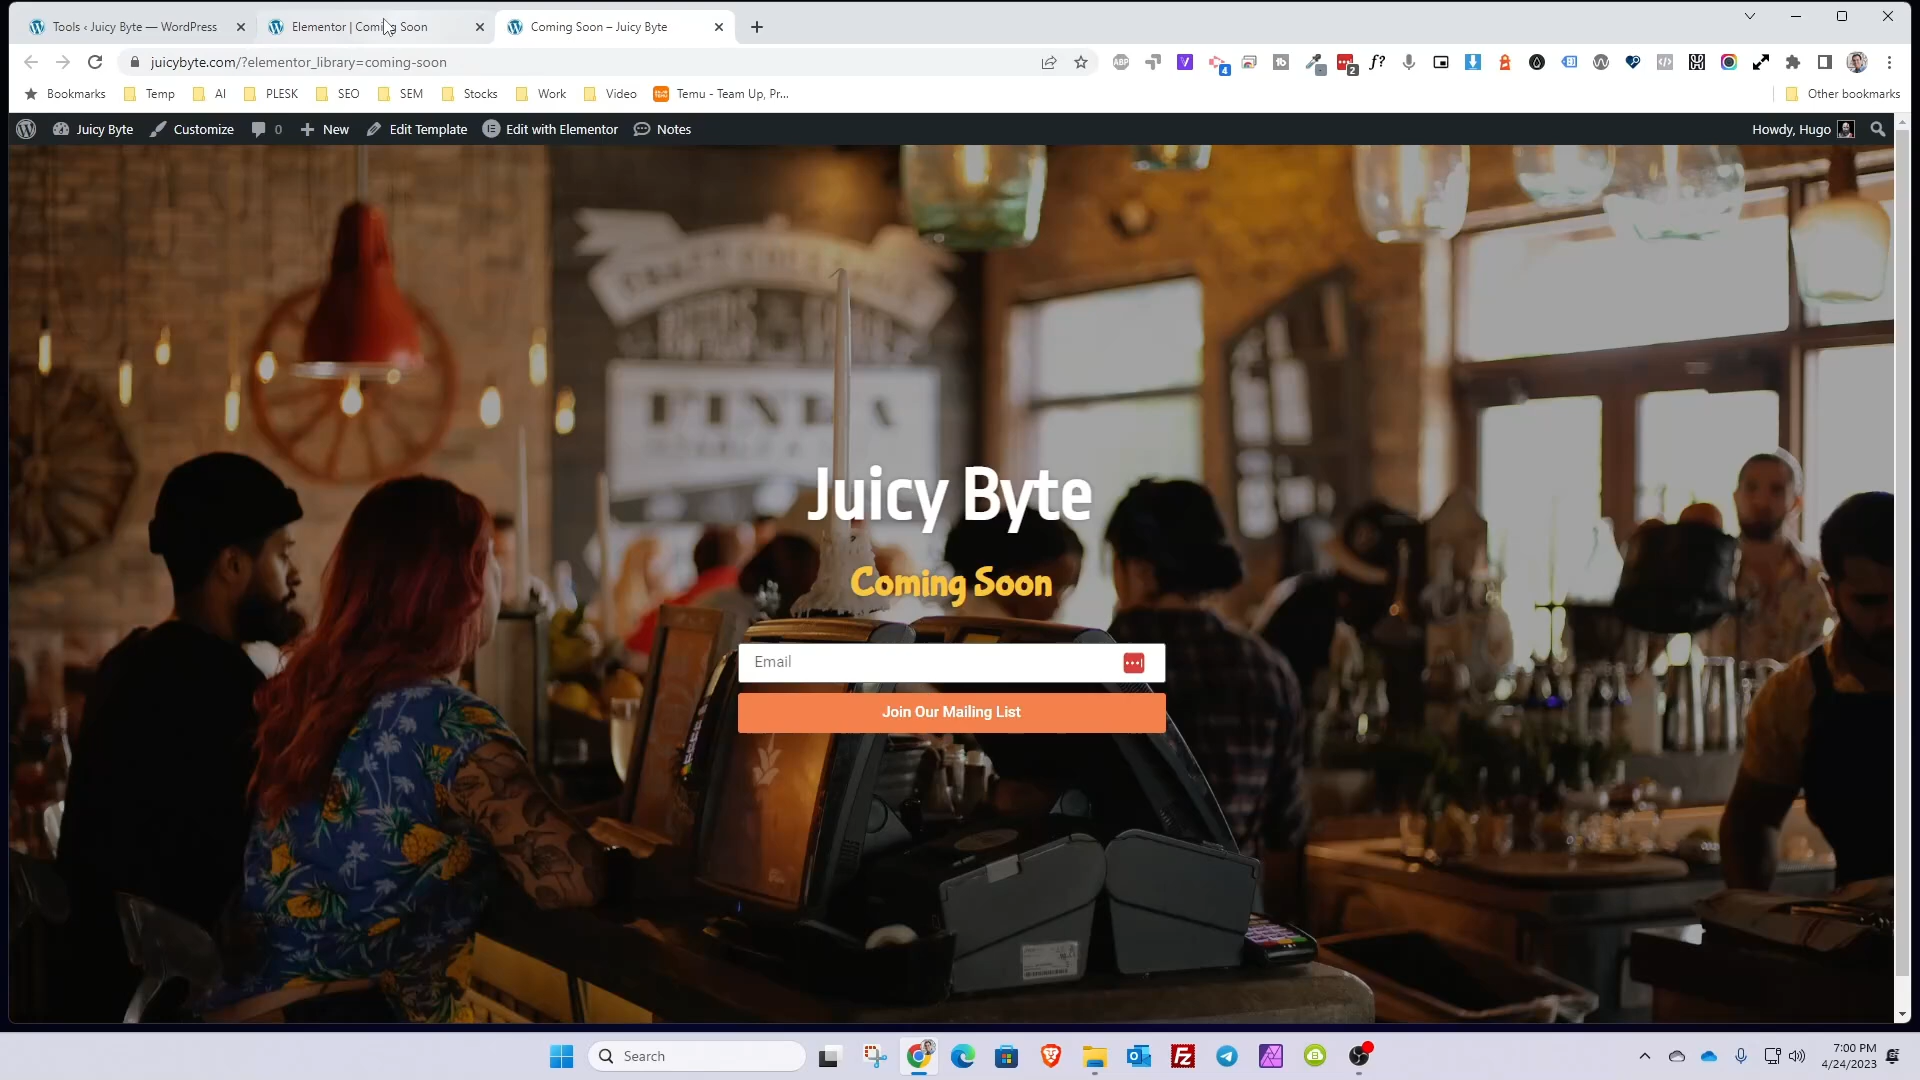 Tools ‹ Juicy Byte — WordPress
Elementor | Coming Soon
Coming Soon – Juicy Byte
juicybyte.com/?elementor_library=coming-soon
ABP
4
2
f?
Bookmarks
Temp
AI
PLESK
SEO
SEM
Stocks
Work
Video
Temu - Team Up, Pr...
Other bookmarks
Juicy Byte
Customize
0
New
Edit Template
Edit with Elementor
Notes
Howdy, Hugo
Juicy Byte
Coming Soon
Email
Join Our Mailing List
Search
7:00 PM
4/24/2023